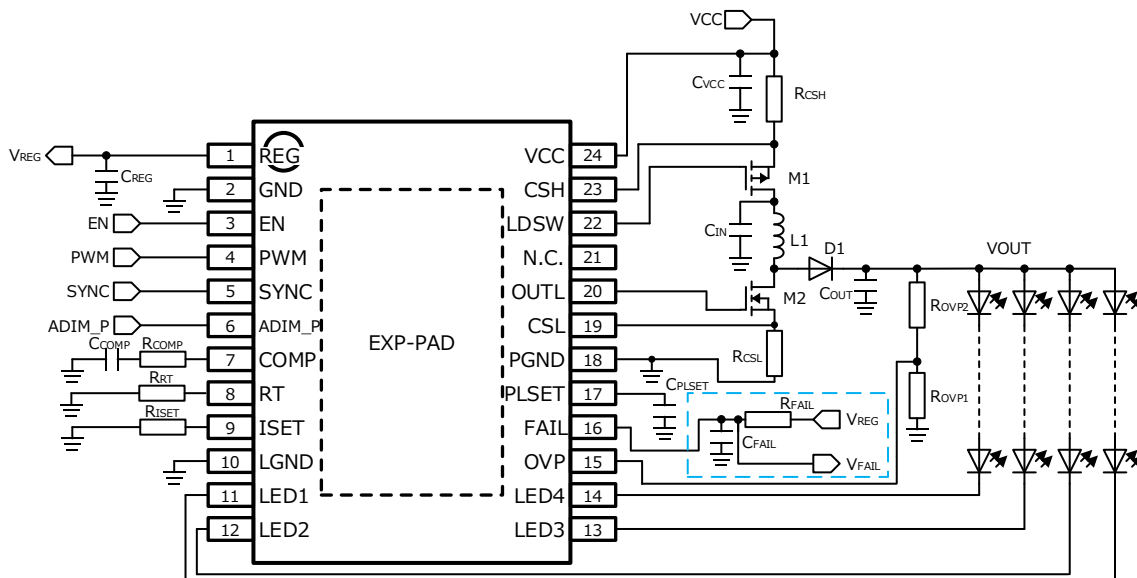 VCC
CVCC
RCSH
VREG
CREG
1
REG
VCC
24
2
GND
CSH
23
M1
EN
3
EN
LDSW
22
CIN
L1
PWM
4
PWM
N.C.
21
D1
VOUT
SYNC
5
SYNC
OUTL
20
M2
COUT
ROVP2
ADIM_P
6
ADIM_P
CSL
19
CCOMP
RCOMP
7
COMP
EXP-PAD
PGND
18
RCSL
RRT
8
RT
PLSET
17
CPLSET
ROVP1
RISET
9
ISET
FAIL
16
RFAIL
VREG
CFAIL
10
LGND
OVP
15
VFAIL
11
LED1
LED4
14
12
LED2
LED3
13